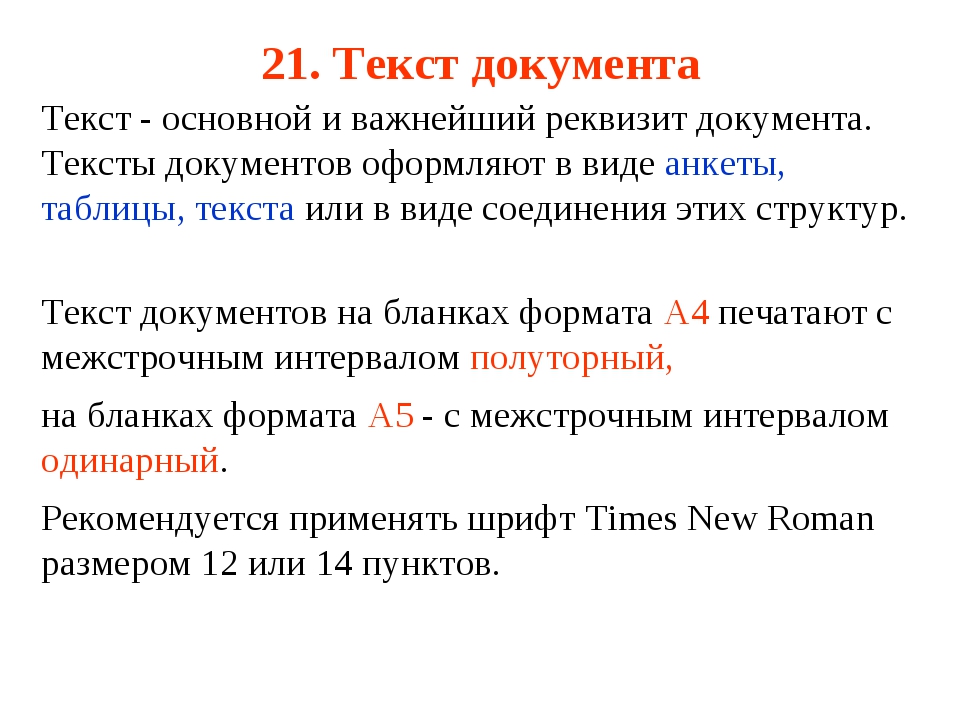 21. Текст документа
Текст - основной и важнейший реквизит документа.
Тексты документов оформляют в виде анкеты,
таблицы, текста или в виде соединения этих структур.
Текст документов на бланках формата А4 печатают с
межстрочным интервалом полуторный,
на бланках формата А5 - с межстрочным интервалом
одинарный.
Рекомендуется применять шрифт Times New Roman
размером 12 или 14 пунктов.